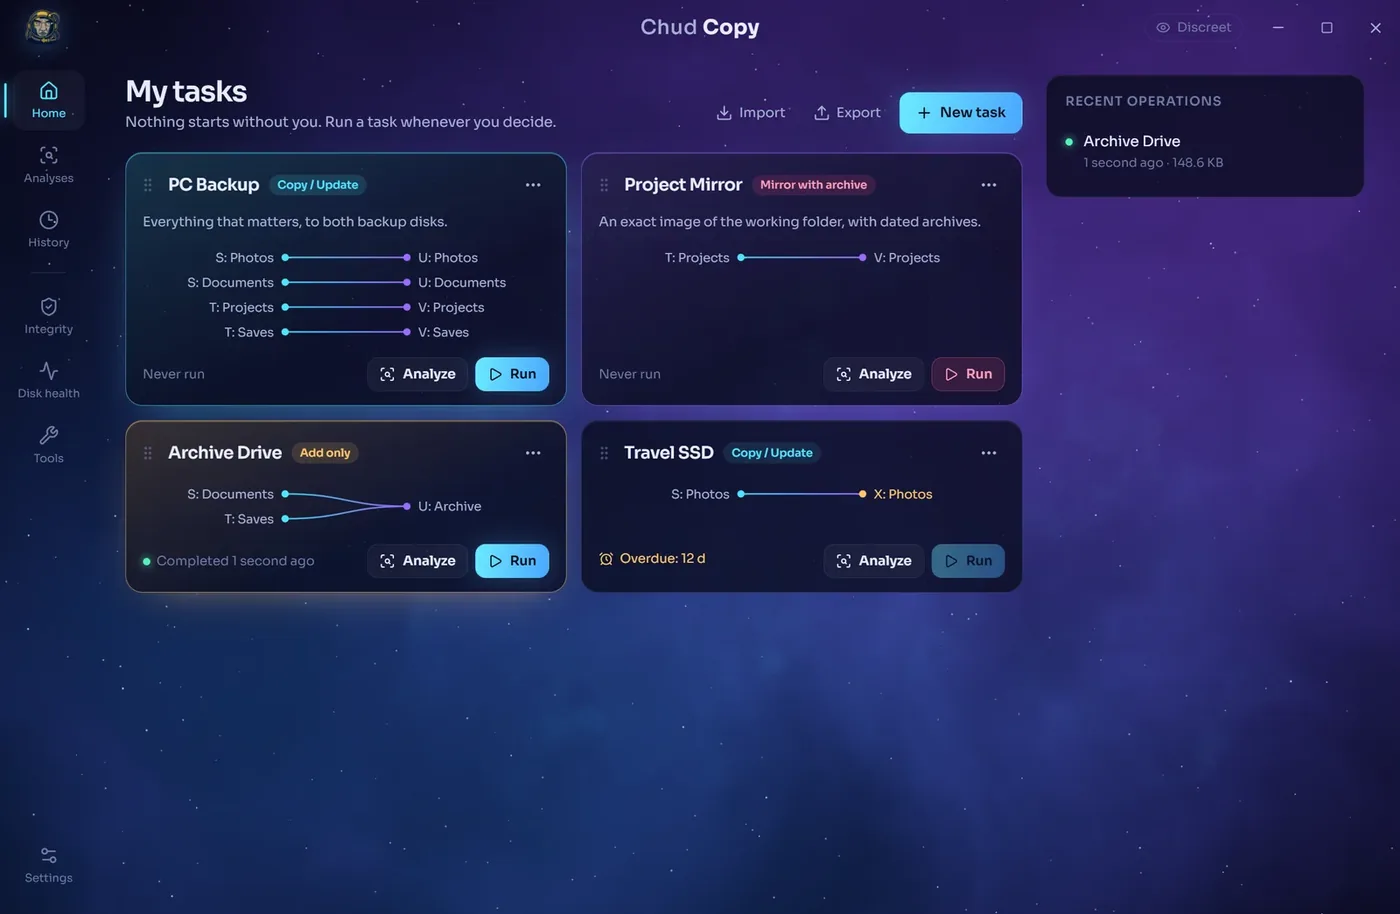 Chud Copy
Discreet
Home
Analyses
History
Integrity
Disk health
Tools
Settings
My tasks
Nothing starts without you. Run a task whenever you decide.
Import
Export
New task
PC Backup
Copy / Update
Everything that matters, to both backup disks.
S: Photos U: Photos
S: Documents U: Documents
T: Projects V: Projects
T: Saves V: Saves
Never run
Analyze
Run
Project Mirror
Mirror with archive
An exact image of the working folder, with dated archives.
T: Projects V: Projects
Never run
Analyze
Run
Archive Drive
Add only
S: Documents
T: Saves
U: Archive
Completed 1 second ago
Analyze
Run
Travel SSD
Copy / Update
S: Photos X: Photos
Overdue: 12 d
Analyze
Run
RECENT OPERATIONS
Archive Drive
1 second ago · 148.6 KB